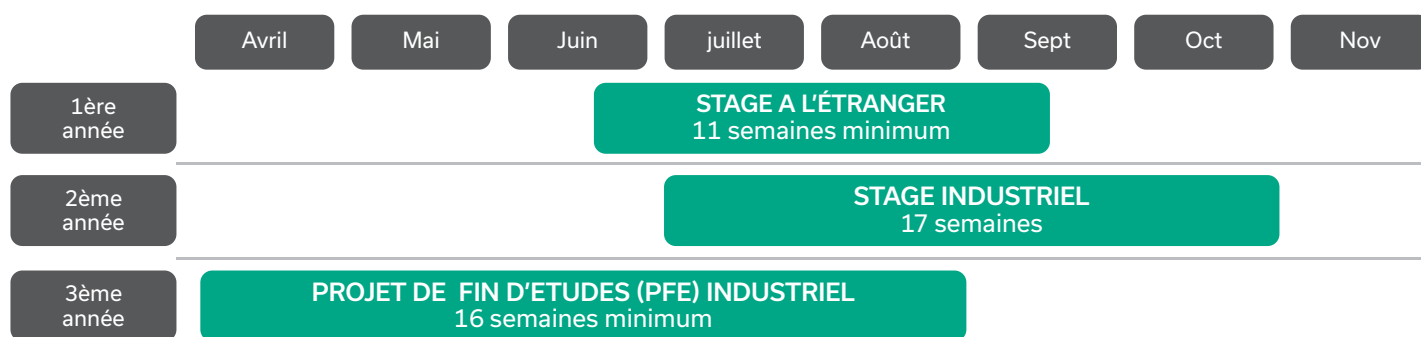 Avril Mai Juin juillet Août Sept Oct Nov
1ère
année
STAGE A L'ÉTRANGER
11 semaines minimum
2ème
année
STAGE INDUSTRIEL
17 semaines
3ème
année
PROJET DE FIN D'ETUDES (PFE) INDUSTRIEL
16 semaines minimum